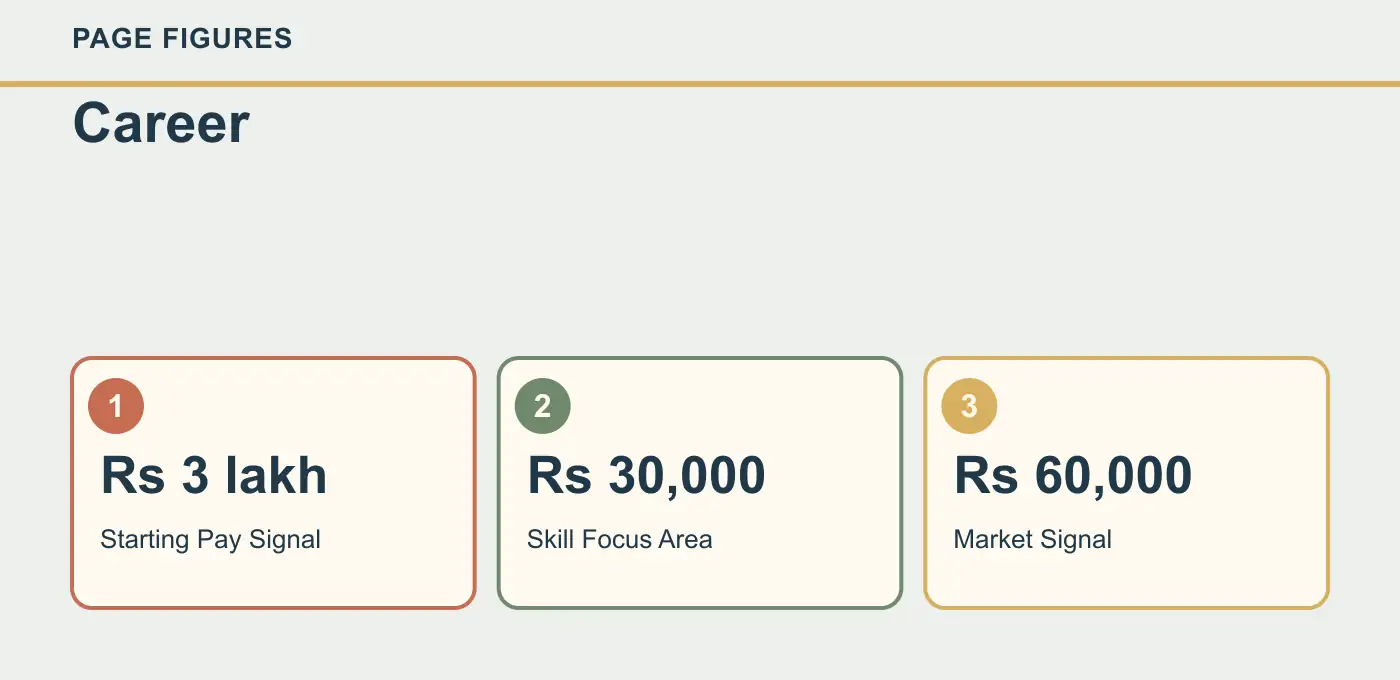 PAGE FIGURES
Career
1
Rs 3 lakh
Starting Pay Signal
2
Rs 30,000
Skill Focus Area
3
Rs 60,000
Market Signal